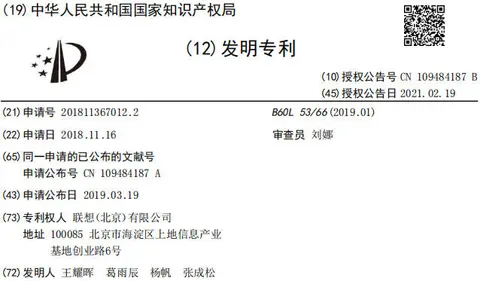 (19)中华人民共和国国家知识产权局
(12)发明专利
(10)授权公告号 CN 109484187 B
(45)授权公告日 2021.02.19
(21)申请号 201811367012.2
(22)申请日 2018.11.16
(65)同一申请的已公布的文献号
申请公布号 CN 109484187 A
(43)申请公布日 2019.03.19
(73)专利权人 联想(北京)有限公司
地址 100085 北京市海淀区上地信息产业
基地创业路6号
(72)发明人 王耀晖 葛雨辰 杨帆 张成松
B60L 53/66(2019.01)
审查员 刘娜